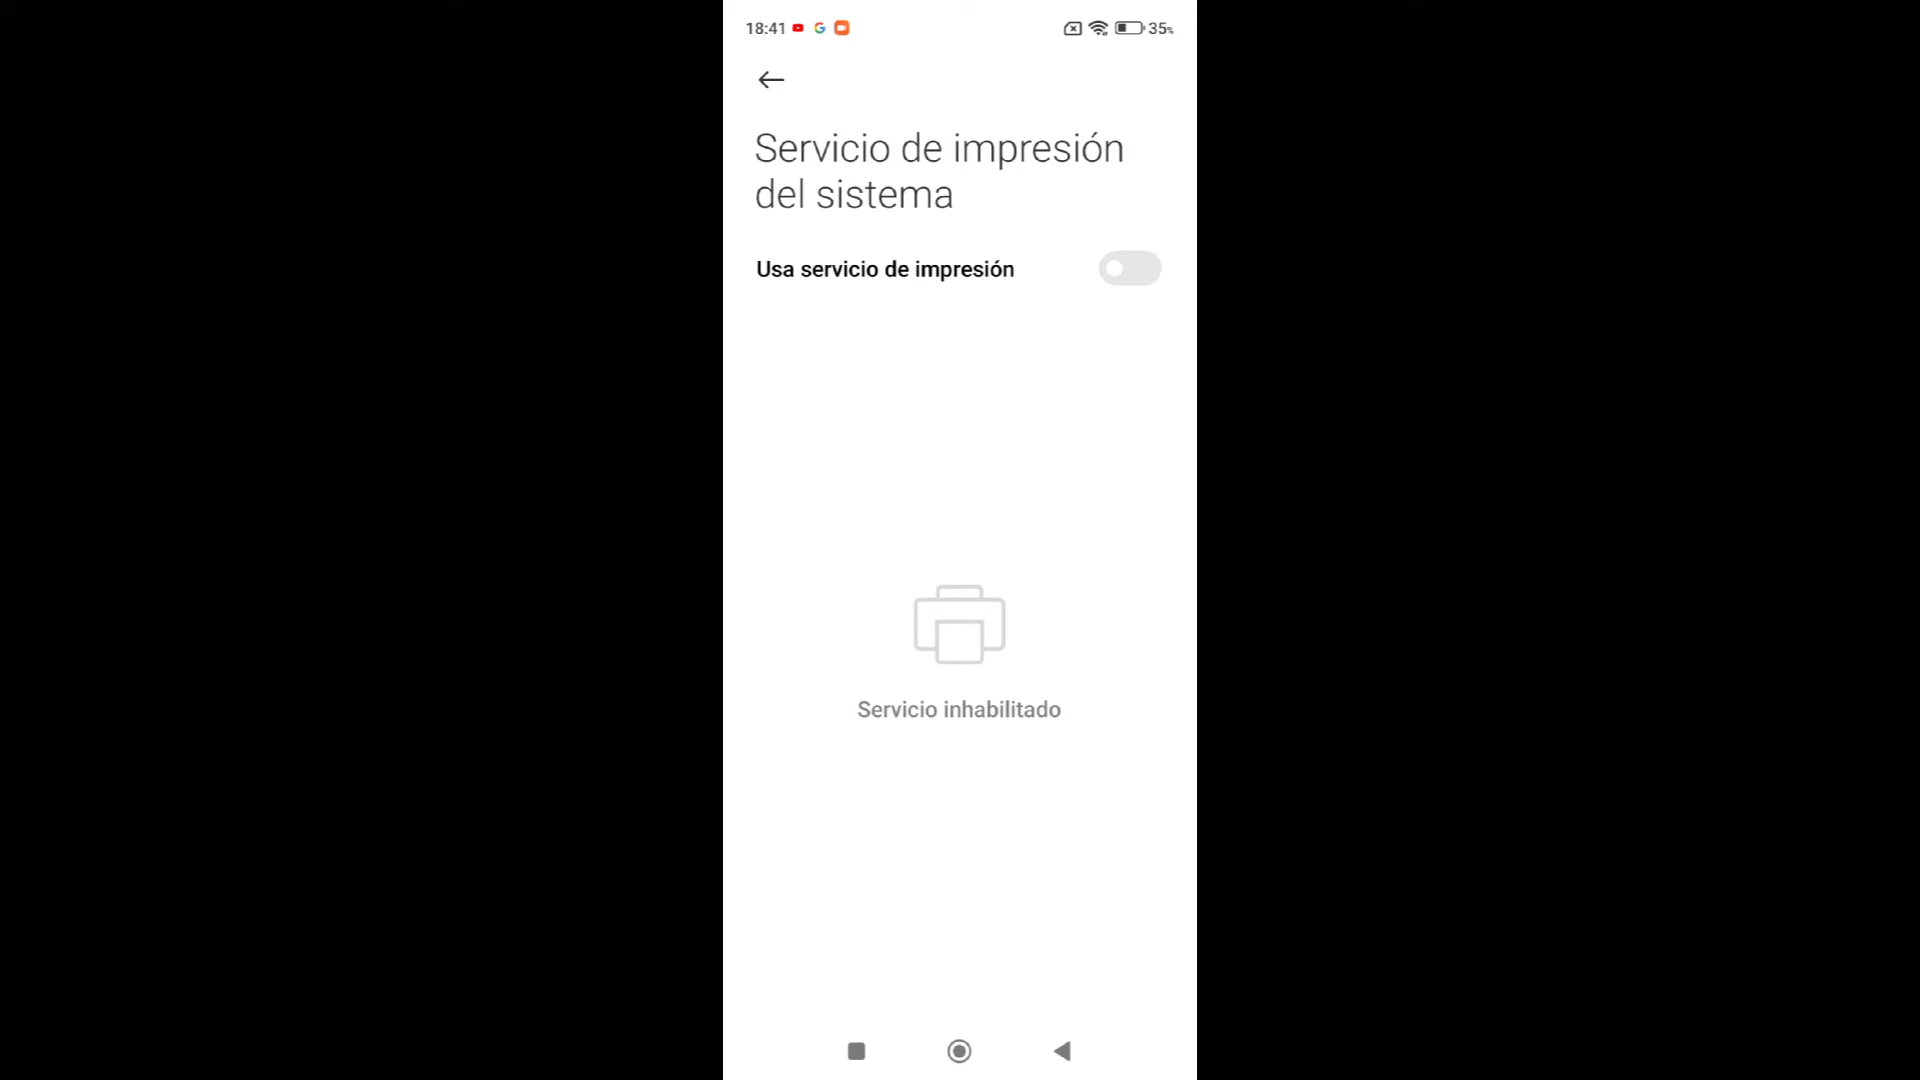 18:41 35%
Servicio de impresión
del sistema
Usa servicio de impresión
Servicio inhabilitado